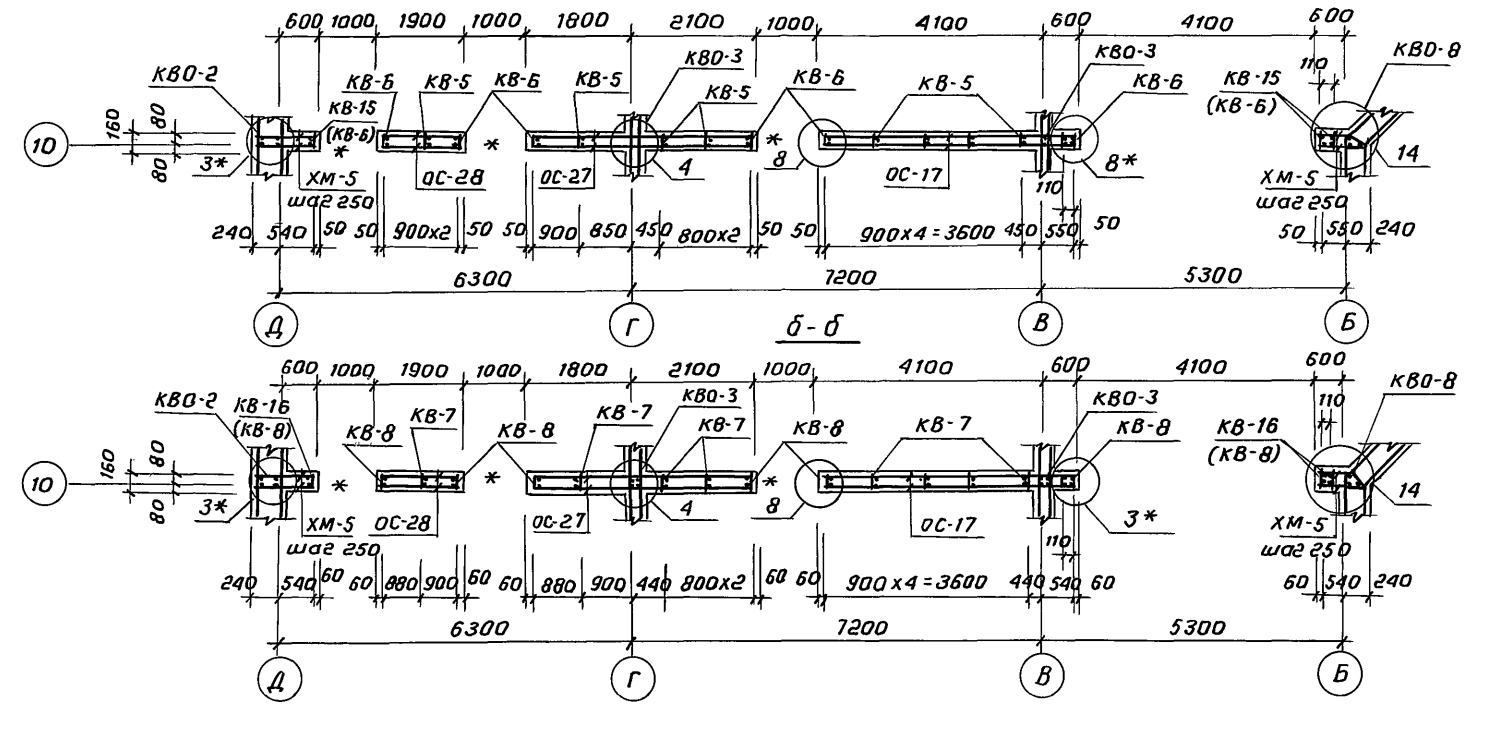 600 1000 1900 1000 1800 2100 1000 4100 600 4100 600
КВО-2 КВ-6 КВ-5 КВ-6 КВ-5 КВО-3 КВ-6 КВ-5 КВО-3 КВ-6 КВ-15 110 КВО-8
КВ-15 КВ-5 (КВ-6)
(КВ-6)
10 160 80 80 3* * * 4 * 8 8* 14
ХМ-5 ОС-28 ОС-27 ОС-17 110 ХМ-5
шаг 250 шаг 250
240 540 50 50 900х2 50 50 900 850 450 800х2 50 50 900х4=3600 450 550 50 50 550 240
6300 7200 5300
Д Г В Б
б-б
600 1000 1900 1000 1800 2100 1000 4100 600 4100 600
КВО-2 КВ-16 КВ-7 КВ-7 КВО-3 КВО-3 110 КВО-8
(КВ-8) КВ-8 КВ-8 КВ-7 КВ-8 КВ-7 КВ-8 КВ-16
(КВ-8)
10 160 80 80 3* * * 4 * 8 3* 14
ХМ-5 ОС-28 ОС-27 ОС-17 110 ХМ-5
шаг 250 шаг 250
240 540 60 60 880 900 60 60 880 900 440 800х2 60 60 900х4=3600 440 540 60 60 540 240
6300 7200 5300
Д Г В Б